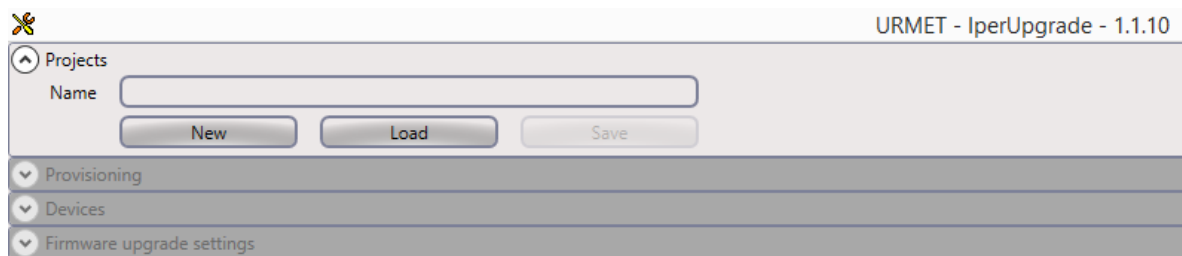 URMET - IperUpgrade - 1.1.10
Projects
Name
New Load Save
Provisioning
Devices
Firmware upgrade settings